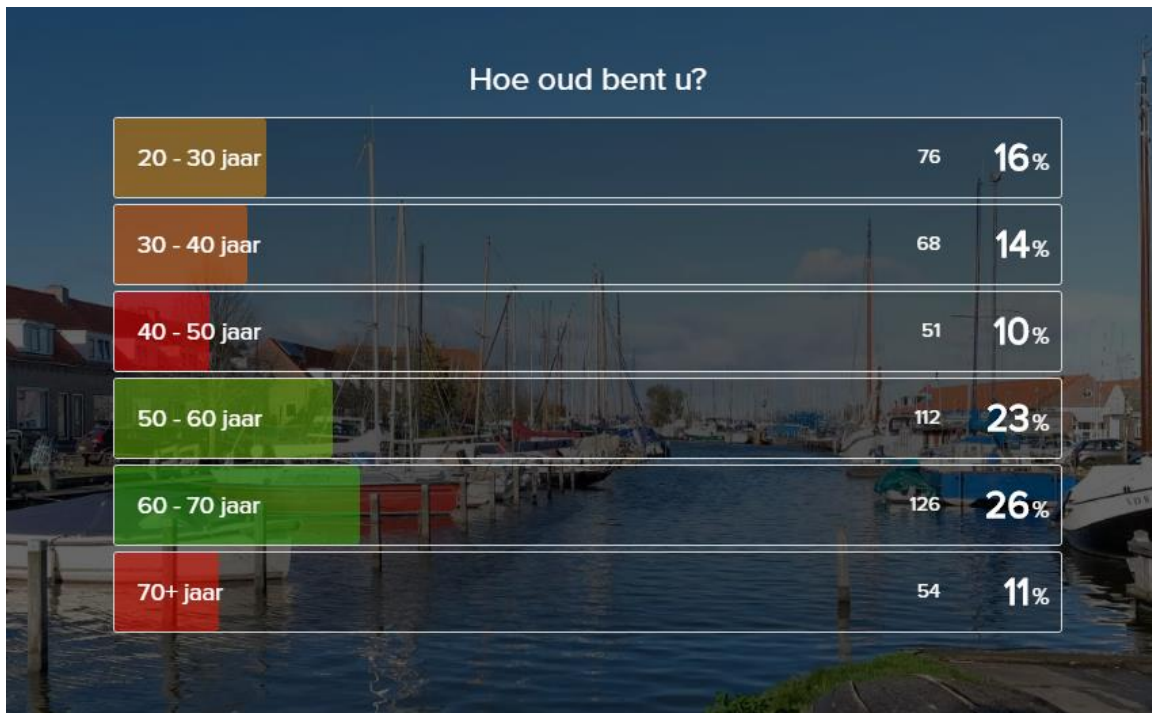 Hoe oud bent u?
20 - 30 jaar 76 16%
30 - 40 jaar 68 14%
40 - 50 jaar 51 10%
50 - 60 jaar 112 23%
60 - 70 jaar 126 26%
70+ jaar 54 11%